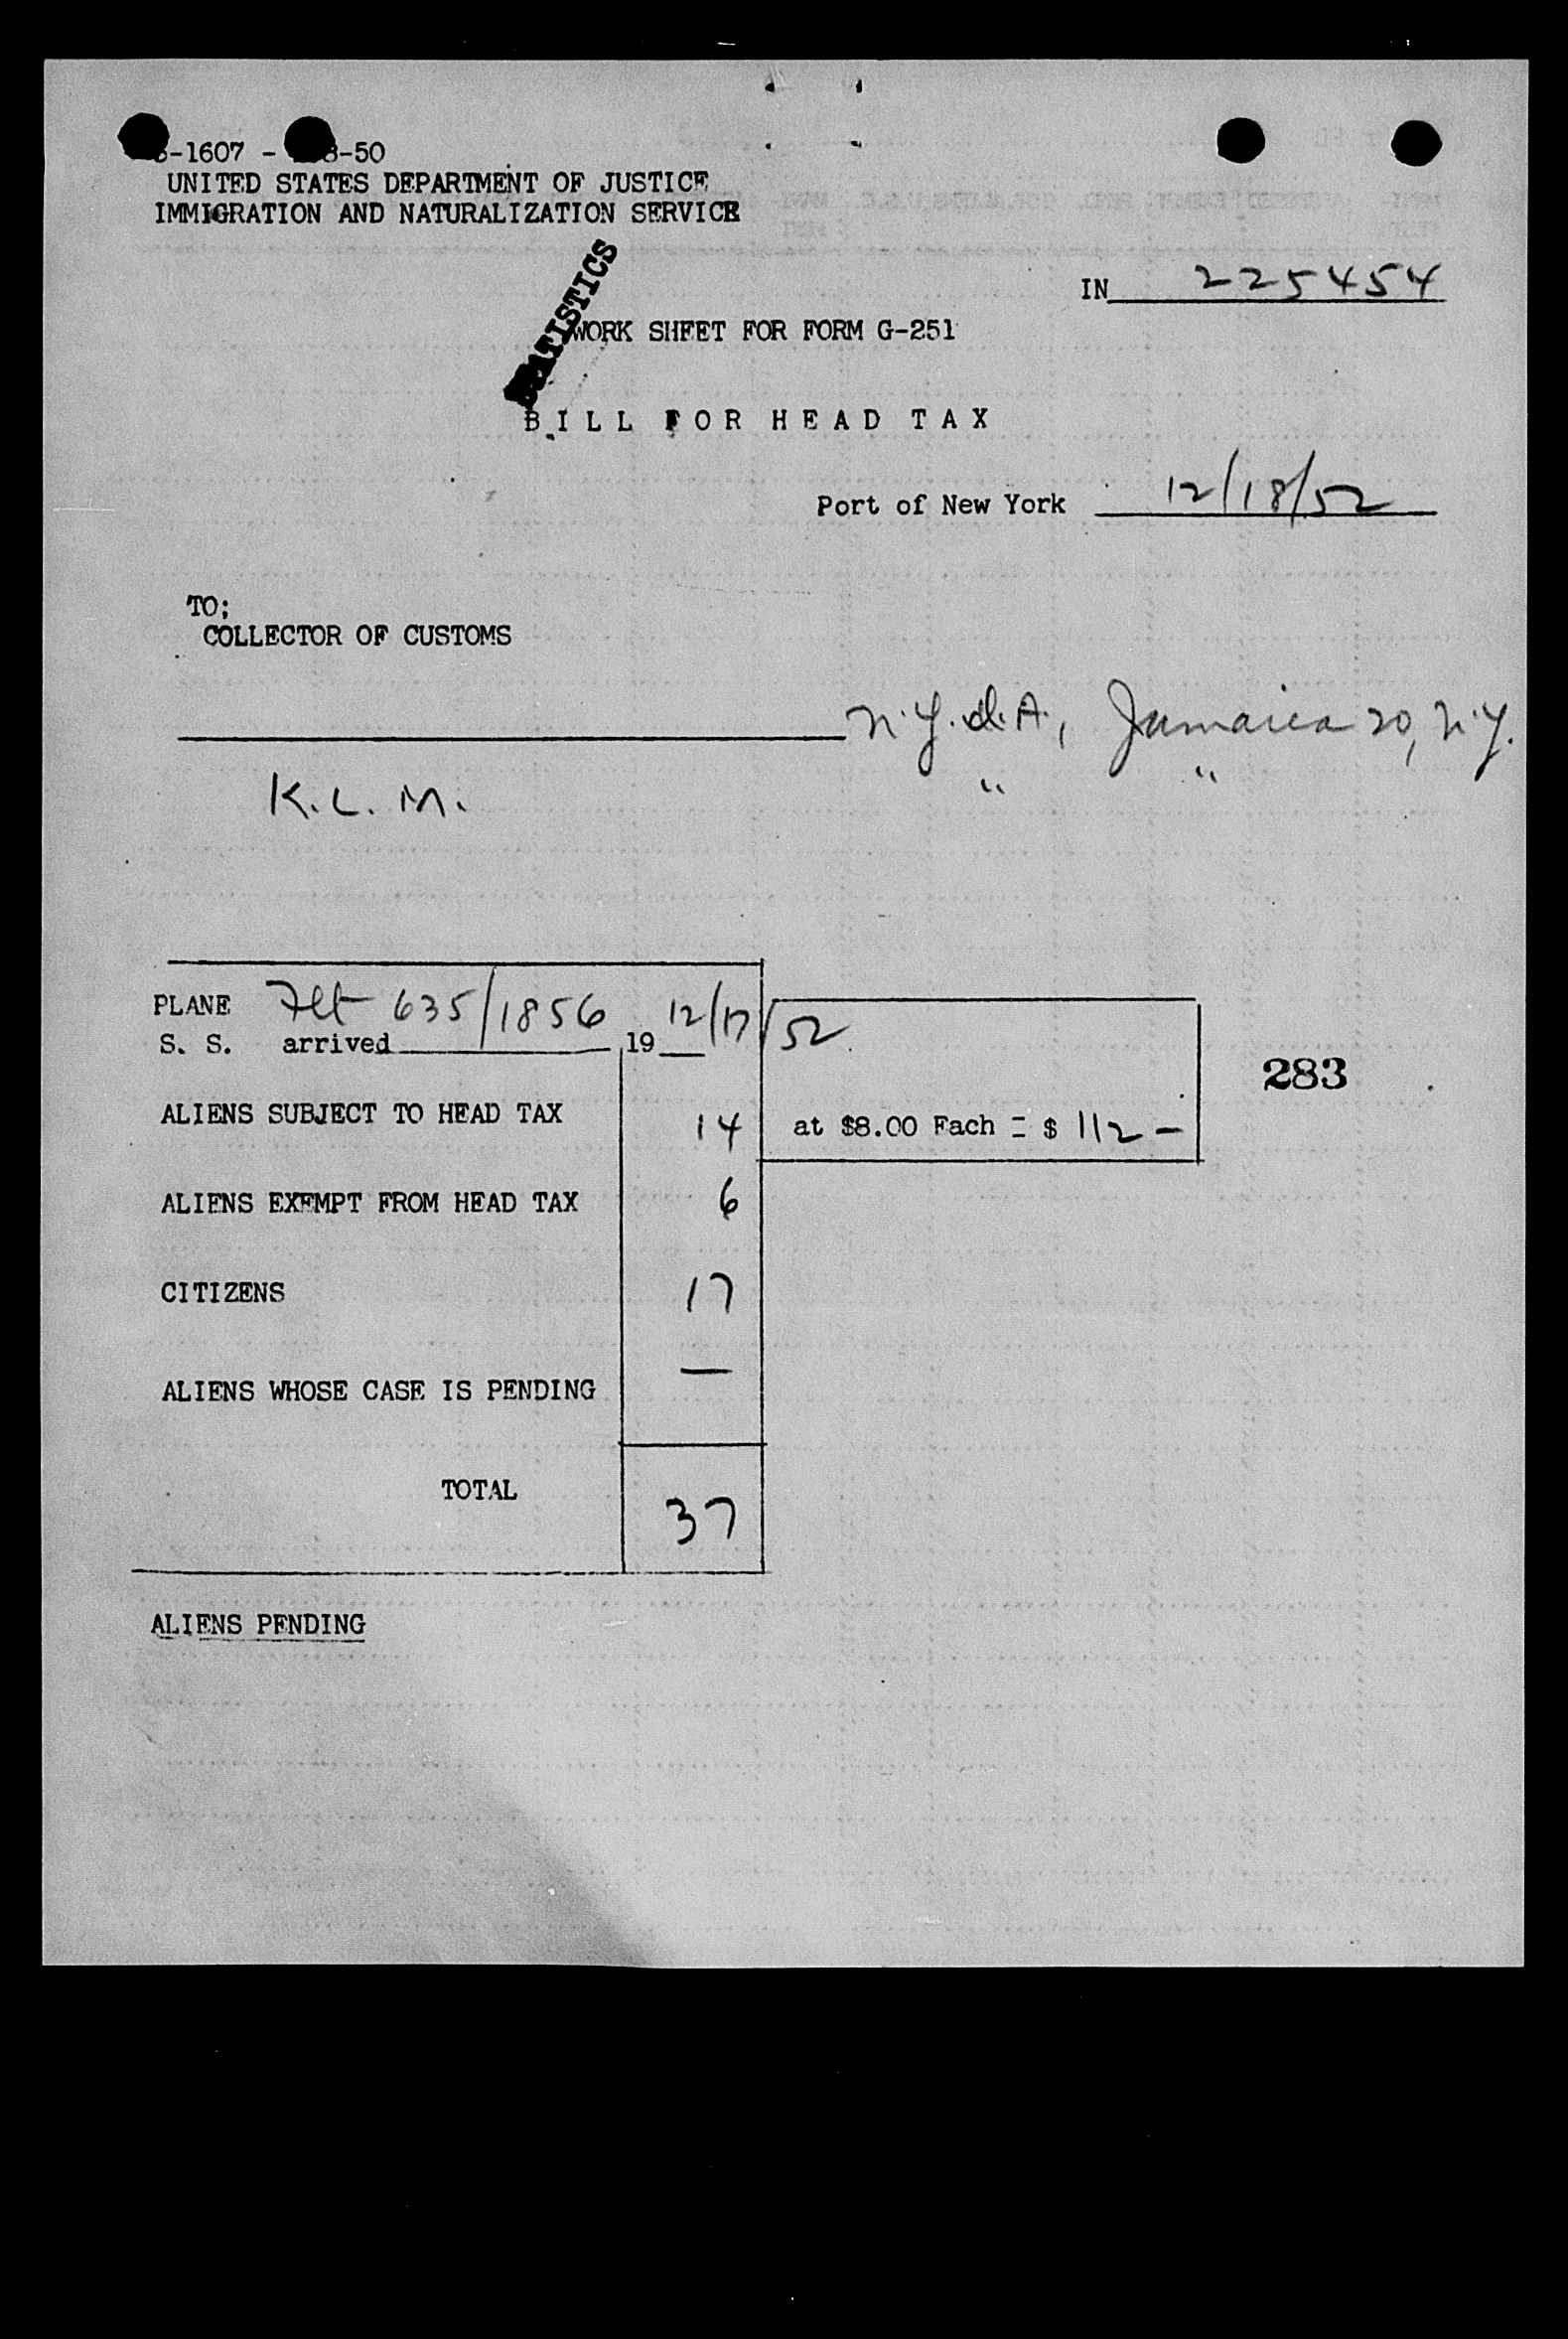 -1607 - 8-50
UNITED STATES DEPARTMENT OF JUSTICE
IMMIGRATION AND NATURALIZATION SERVICE
STATISTICS
IN 225454
WORK SHEET FOR FORM G-251
BILL FOR HEAD TAX
Port of New York 12/18/52
TO;
COLLECTOR OF CUSTOMS
N.Y.I.A., Jamaica 20, N.Y.
K.L.M. " "
PLANE Flt 635/1856 12/17/52
S. S. arrived 19
283
ALIENS SUBJECT TO HEAD TAX 14 at $8.00 Each = $ 112 -
ALIENS EXEMPT FROM HEAD TAX 6
CITIZENS 17
ALIENS WHOSE CASE IS PENDING —
TOTAL 37
ALIENS PENDING